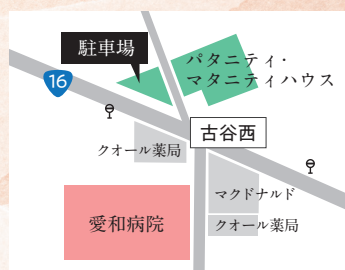 駐車場
パタニティ・
マタニティハウス
16
古谷西
クオール薬局
マクドナルド
愛和病院
クオール薬局